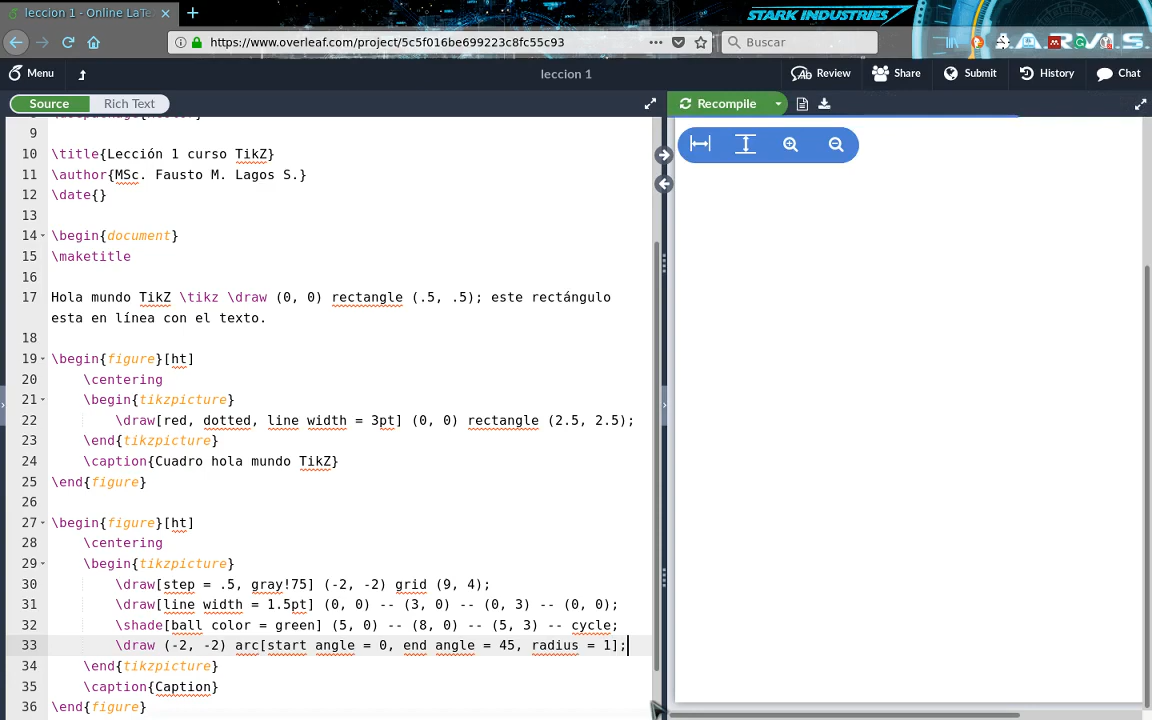 leccion 1 - Online LaTe
STARK INDUSTRIES
https://www.overleaf.com/project/5c5f016be699223c8fc55c93
Buscar
J.A.R.V.I.S.
Menu
leccion 1
Review
Share
Submit
History
Chat
Source
Rich Text
Recompile
9
10 \title{Lección 1 curso TikZ}
11 \author{MSc. Fausto M. Lagos S.}
12 \date{}
13
14 \begin{document}
15 \maketitle
16
17 Hola mundo TikZ \tikz \draw (0, 0) rectangle (.5, .5); este rectángulo
esta en línea con el texto.
18
19 \begin{figure}[ht]
20 \centering
21 \begin{tikzpicture}
22 \draw[red, dotted, line width = 3pt] (0, 0) rectangle (2.5, 2.5);
23 \end{tikzpicture}
24 \caption{Cuadro hola mundo TikZ}
25 \end{figure}
26
27 \begin{figure}[ht]
28 \centering
29 \begin{tikzpicture}
30 \draw[step = .5, gray!75] (-2, -2) grid (9, 4);
31 \draw[line width = 1.5pt] (0, 0) -- (3, 0) -- (0, 3) -- (0, 0);
32 \shade[ball color = green] (5, 0) -- (8, 0) -- (5, 3) -- cycle;
33 \draw (-2, -2) arc[start angle = 0, end angle = 45, radius = 1];
34 \end{tikzpicture}
35 \caption{Caption}
36 \end{figure}